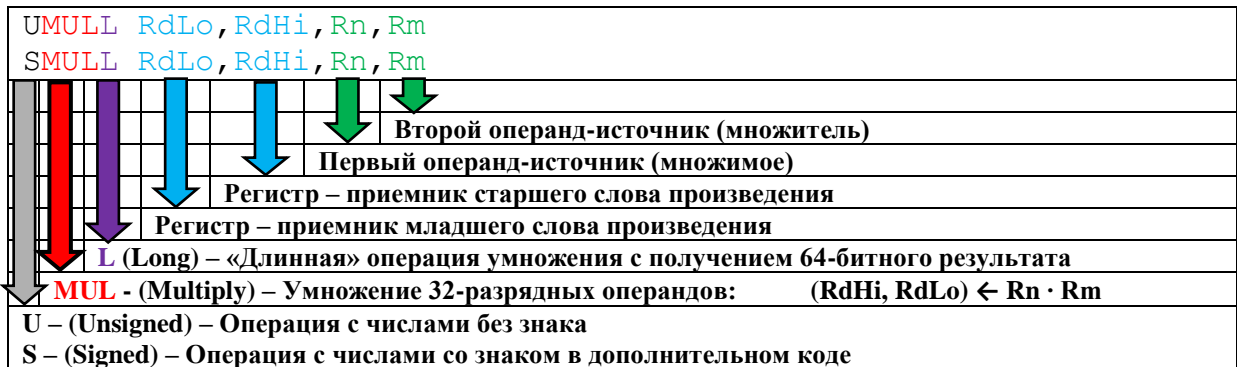 UMULL RdLo,RdHi,Rn,Rm
SMULL RdLo,RdHi,Rn,Rm
Второй операнд-источник (множитель)
Первый операнд-источник (множимое)
Регистр – приемник старшего слова произведения
Регистр – приемник младшего слова произведения
L (Long) – «Длинная» операция умножения с получением 64-битного результата
MUL - (Multiply) – Умножение 32-разрядных операндов: (RdHi, RdLo) ← Rn · Rm
U – (Unsigned) – Операция с числами без знака
S – (Signed) – Операция с числами со знаком в дополнительном коде